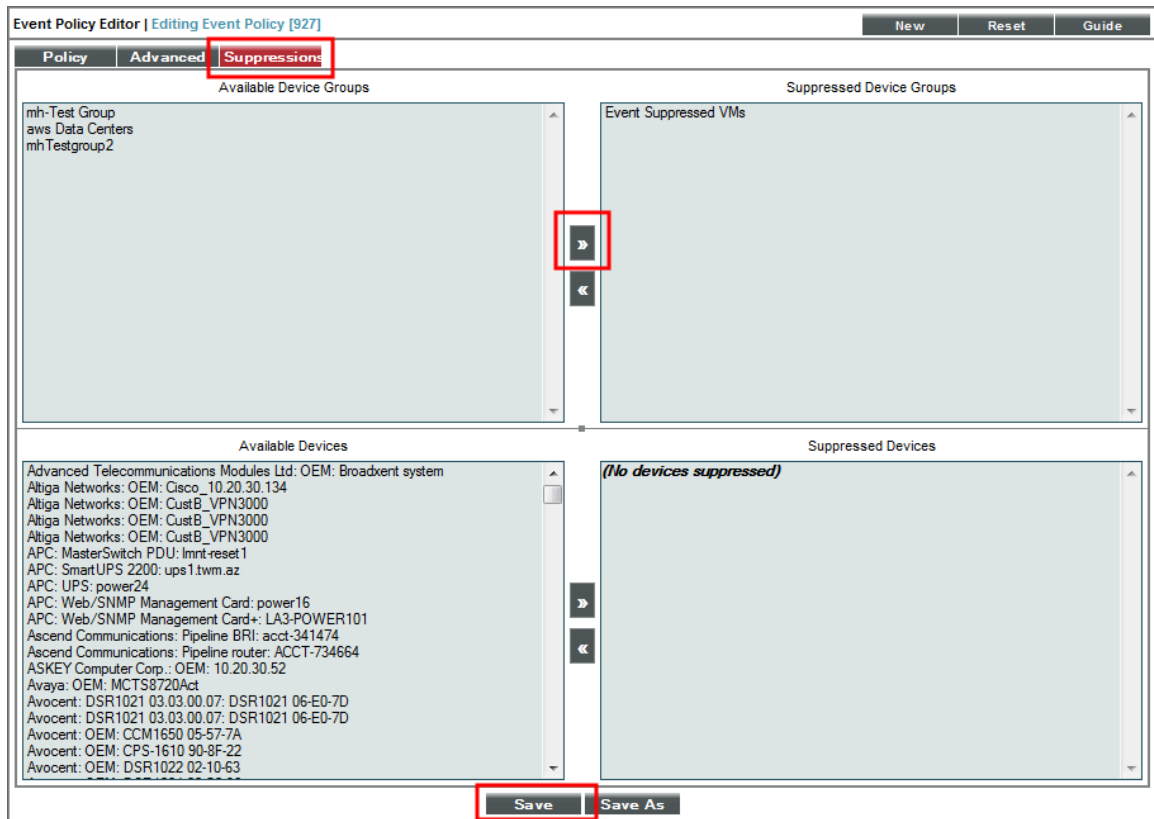 Event Policy Editor | Editing Event Policy [927]
New Reset Guide
Policy Advanced Suppressions
Available Device Groups
mh-Test Group
aws Data Centers
mhTestgroup2
»
«
Suppressed Device Groups
Event Suppressed VMs
Available Devices
Advanced Telecommunications Modules Ltd: OEM: Broadxent system
Altiga Networks: OEM: Cisco_10.20.30.134
Altiga Networks: OEM: CustB_VPN3000
Altiga Networks: OEM: CustB_VPN3000
Altiga Networks: OEM: CustB_VPN3000
APC: MasterSwitch PDU: lmnt-reset1
APC: SmartUPS 2200: ups1.twm.az
APC: UPS: power24
APC: Web/SNMP Management Card: power16
APC: Web/SNMP Management Card+: LA3-POWER101
Ascend Communications: Pipeline BRI: acct-341474
Ascend Communications: Pipeline router: ACCT-734664
ASKEY Computer Corp.: OEM: 10.20.30.52
Avaya: OEM: MCTS8720Act
Avocent: DSR1021 03.03.00.07: DSR1021 06-E0-7D
Avocent: DSR1021 03.03.00.07: DSR1021 06-E0-7D
Avocent: OEM: CCM1650 05-57-7A
Avocent: OEM: CPS-1610 90-8F-22
Avocent: OEM: DSR1022 02-10-63
»
«
Suppressed Devices
(No devices suppressed)
Save Save As